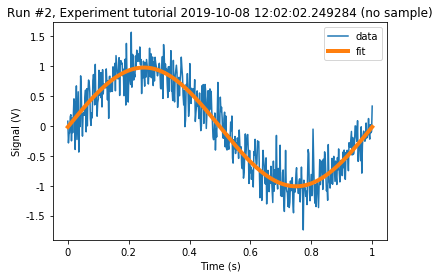 Run #2, Experiment tutorial 2019-10-08 12:02:02.249284 (no sample)
data
fit
1.5
1
0.5
0
-0.5
-1
-1.5
Signal (V)
0
0.2
0.4
0.6
0.8
1
Time (s)